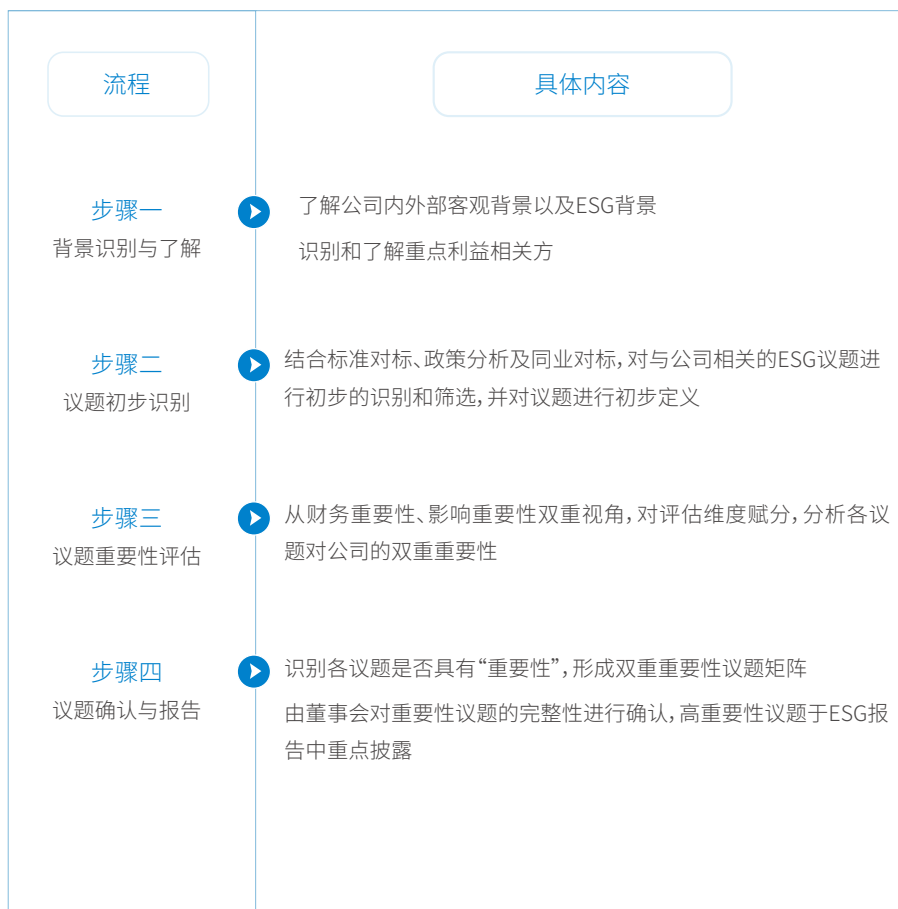 流程
具体内容
步骤一
背景识别与了解
了解公司内外部客观背景以及ESG背景
识别和了解重点利益相关方
步骤二
议题初步识别
结合标准对标、政策分析及同业对标，对与公司相关的ESG议题进
行初步的识别和筛选，并对议题进行初步定义
步骤三
议题重要性评估
从财务重要性、影响重要性双重视角，对评估维度赋分，分析各议
题对公司的双重重要性
步骤四
议题确认与报告
识别各议题是否具有“重要性”，形成双重重要性议题矩阵
由董事会对重要性议题的完整性进行确认，高重要性议题于ESG报
告中重点披露